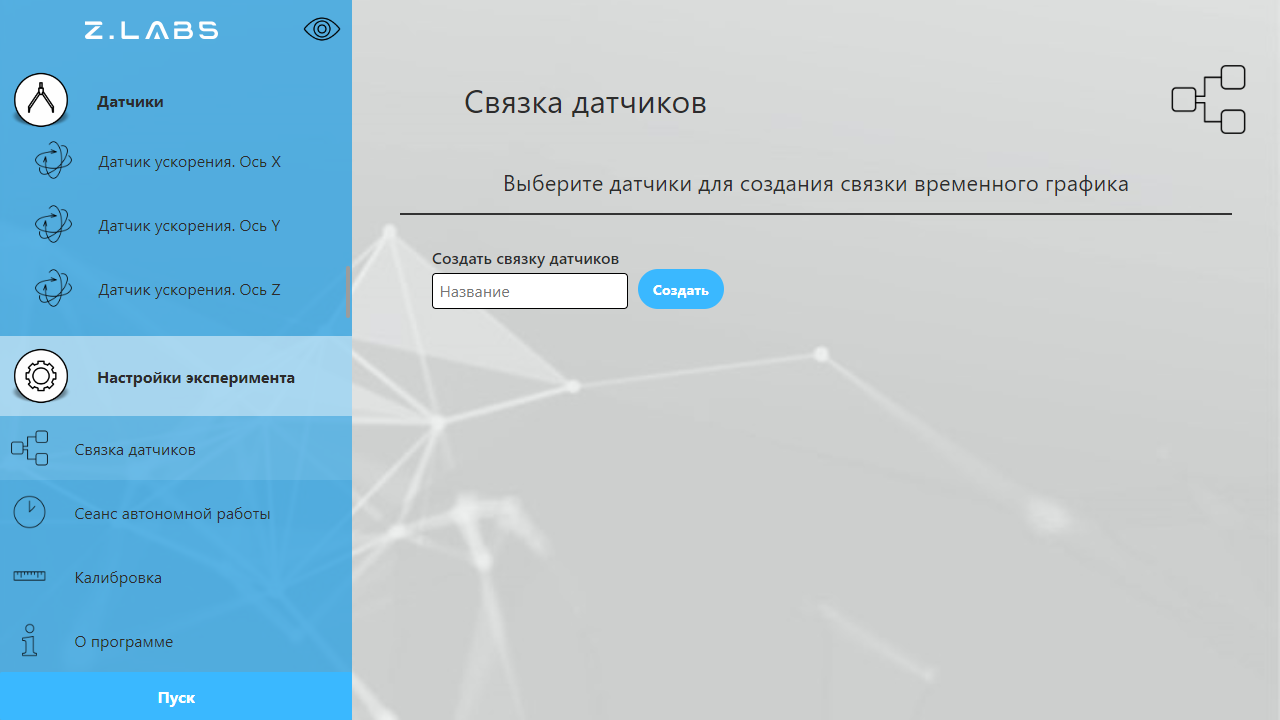 Z.LABS
Датчики
Датчик ускорения. Ось X
Датчик ускорения. Ось Y
Датчик ускорения. Ось Z
Настройки эксперимента
Связка датчиков
Сеанс автономной работы
Калибровка
О программе
Пуск
Связка датчиков
Выберите датчики для создания связки временного графика
Создать связку датчиков
Название
Создать